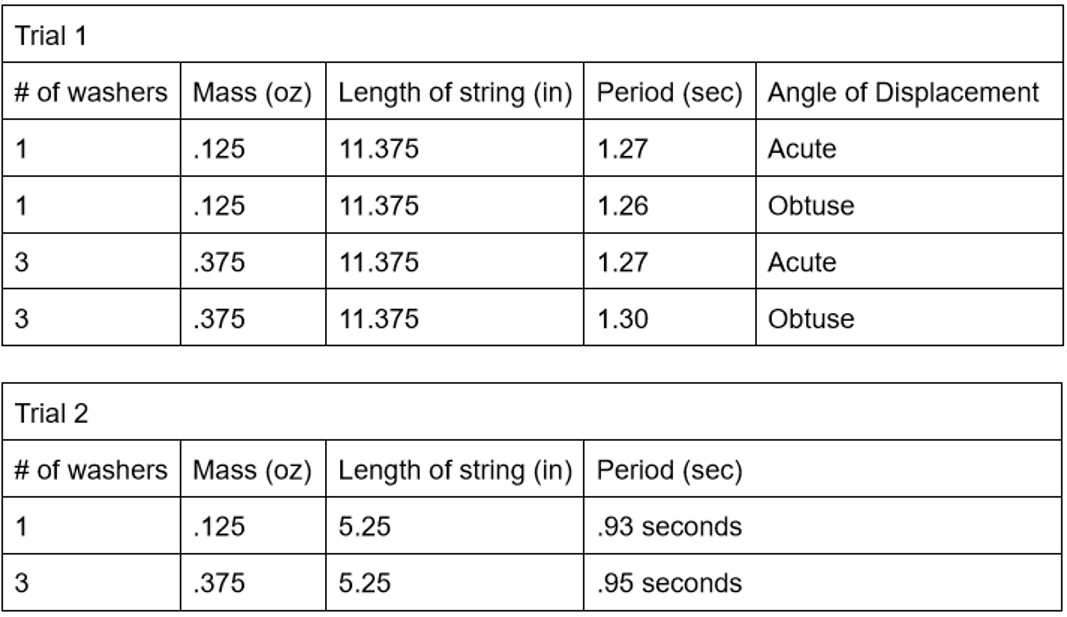 Trial 1
# of washers Mass (oz) Length of string (in) Period (sec) Angle of Displacement
1 .125 11.375 1.27 Acute
1 .125 11.375 1.26 Obtuse
3 .375 11.375 1.27 Acute
3 .375 11.375 1.30 Obtuse
Trial 2
# of washers Mass (oz) Length of string (in) Period (sec)
1 .125 5.25 .93 seconds
3 .375 5.25 .95 seconds